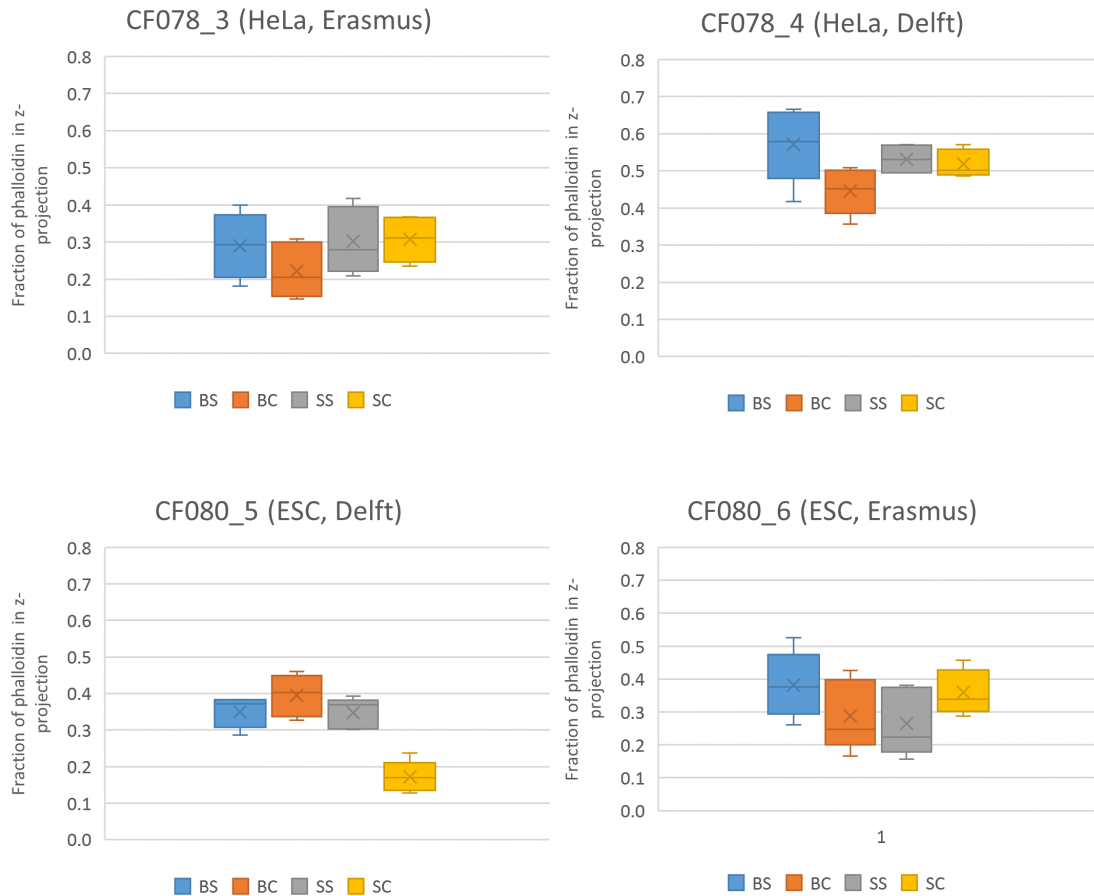 CF078_3 (HeLa, Erasmus)
Fraction of phalloidin in z-
projection
0.8
0.7
0.6
0.5
0.4
0.3
0.2
0.1
0.0
BS BC SS SC
CF078_4 (HeLa, Delft)
Fraction of phalloidin in z-
projection
0.8
0.7
0.6
0.5
0.4
0.3
0.2
0.1
0.0
BS BC SS SC
CF080_5 (ESC, Delft)
Fraction of phalloidin in z-
projection
0.8
0.7
0.6
0.5
0.4
0.3
0.2
0.1
0.0
BS BC SS SC
CF080_6 (ESC, Erasmus)
Fraction of phalloidin in z-
projection
0.8
0.7
0.6
0.5
0.4
0.3
0.2
0.1
0.0
1
BS BC SS SC